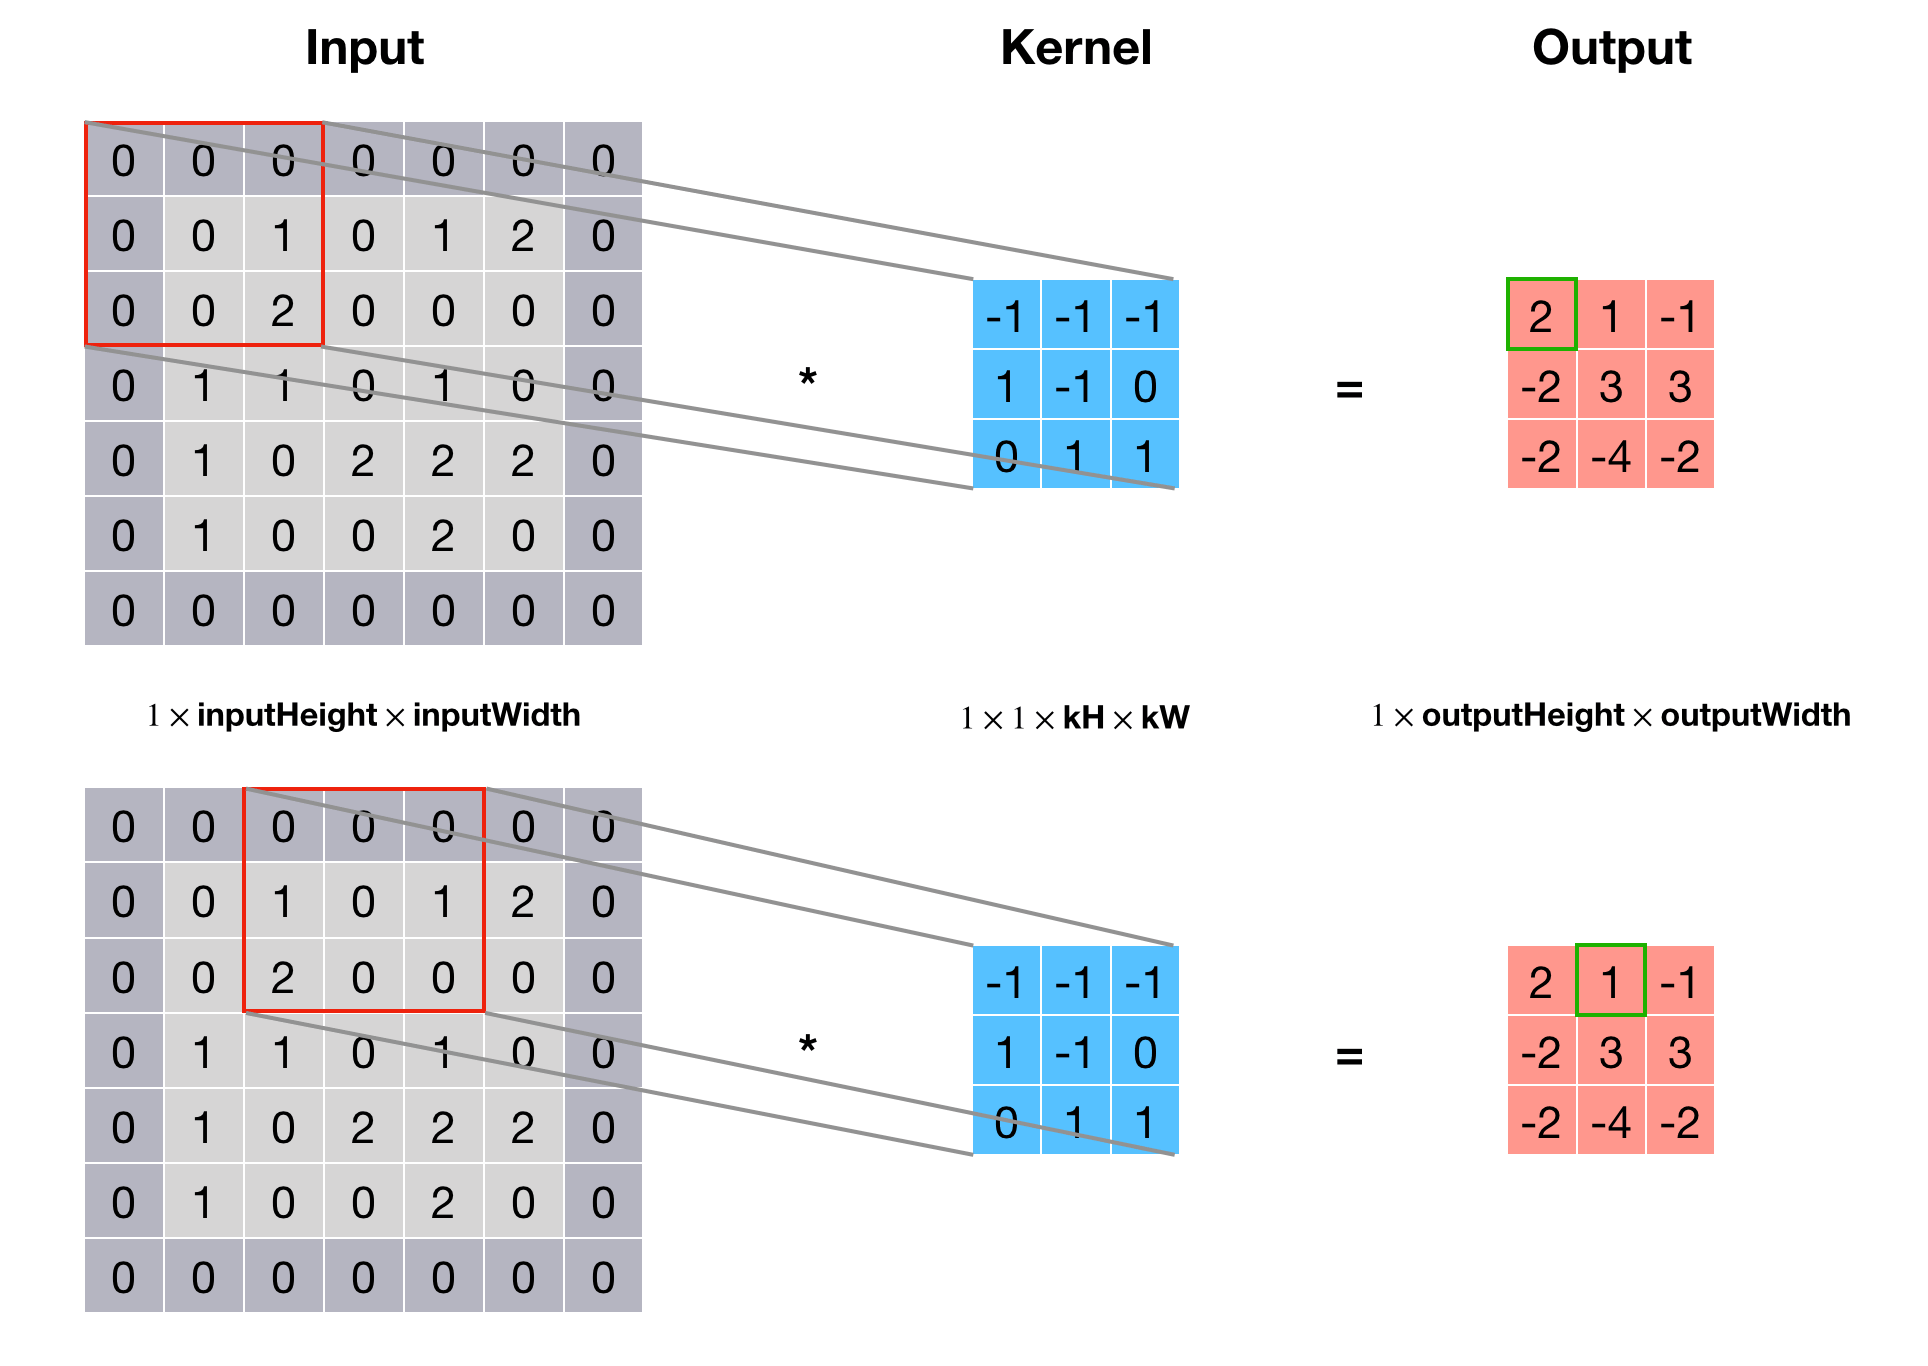 Input Kernel Output
0 0 0 0 0 0 0
0 0 1 0 1 2 0
0 0 2 0 0 0 0
0 1 1 0 1 0 0
0 1 0 2 2 2 0
0 1 0 0 2 0 0
0 0 0 0 0 0 0
*
-1 -1 -1
1 -1 0
0 1 1
=
2 1 -1
-2 3 3
-2 -4 -2
1 × inputHeight × inputWidth
1 × 1 × kH × kW
1 × outputHeight × outputWidth
0 0 0 0 0 0 0
0 0 1 0 1 2 0
0 0 2 0 0 0 0
0 1 1 0 1 0 0
0 1 0 2 2 2 0
0 1 0 0 2 0 0
0 0 0 0 0 0 0
*
-1 -1 -1
1 -1 0
0 1 1
=
2 1 -1
-2 3 3
-2 -4 -2